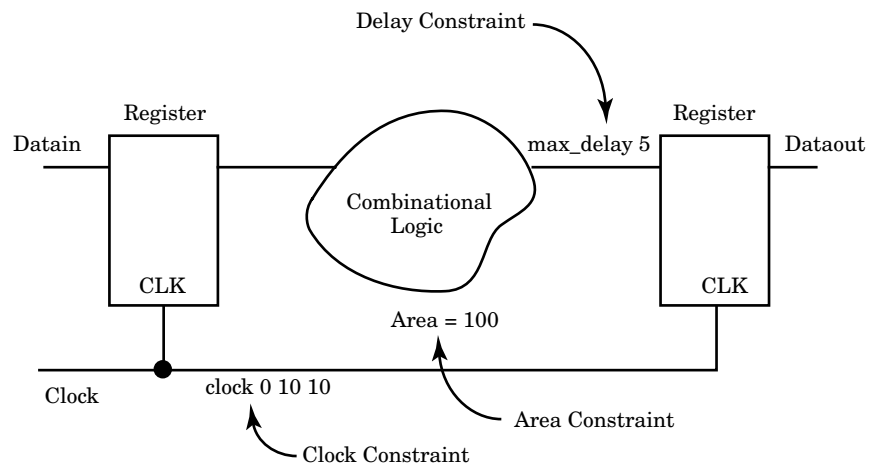 Delay Constraint
Register
Register
Datain
max_delay 5
Dataout
Combinational
Logic
CLK
CLK
Area = 100
Clock
clock 0 10 10
Area Constraint
Clock Constraint